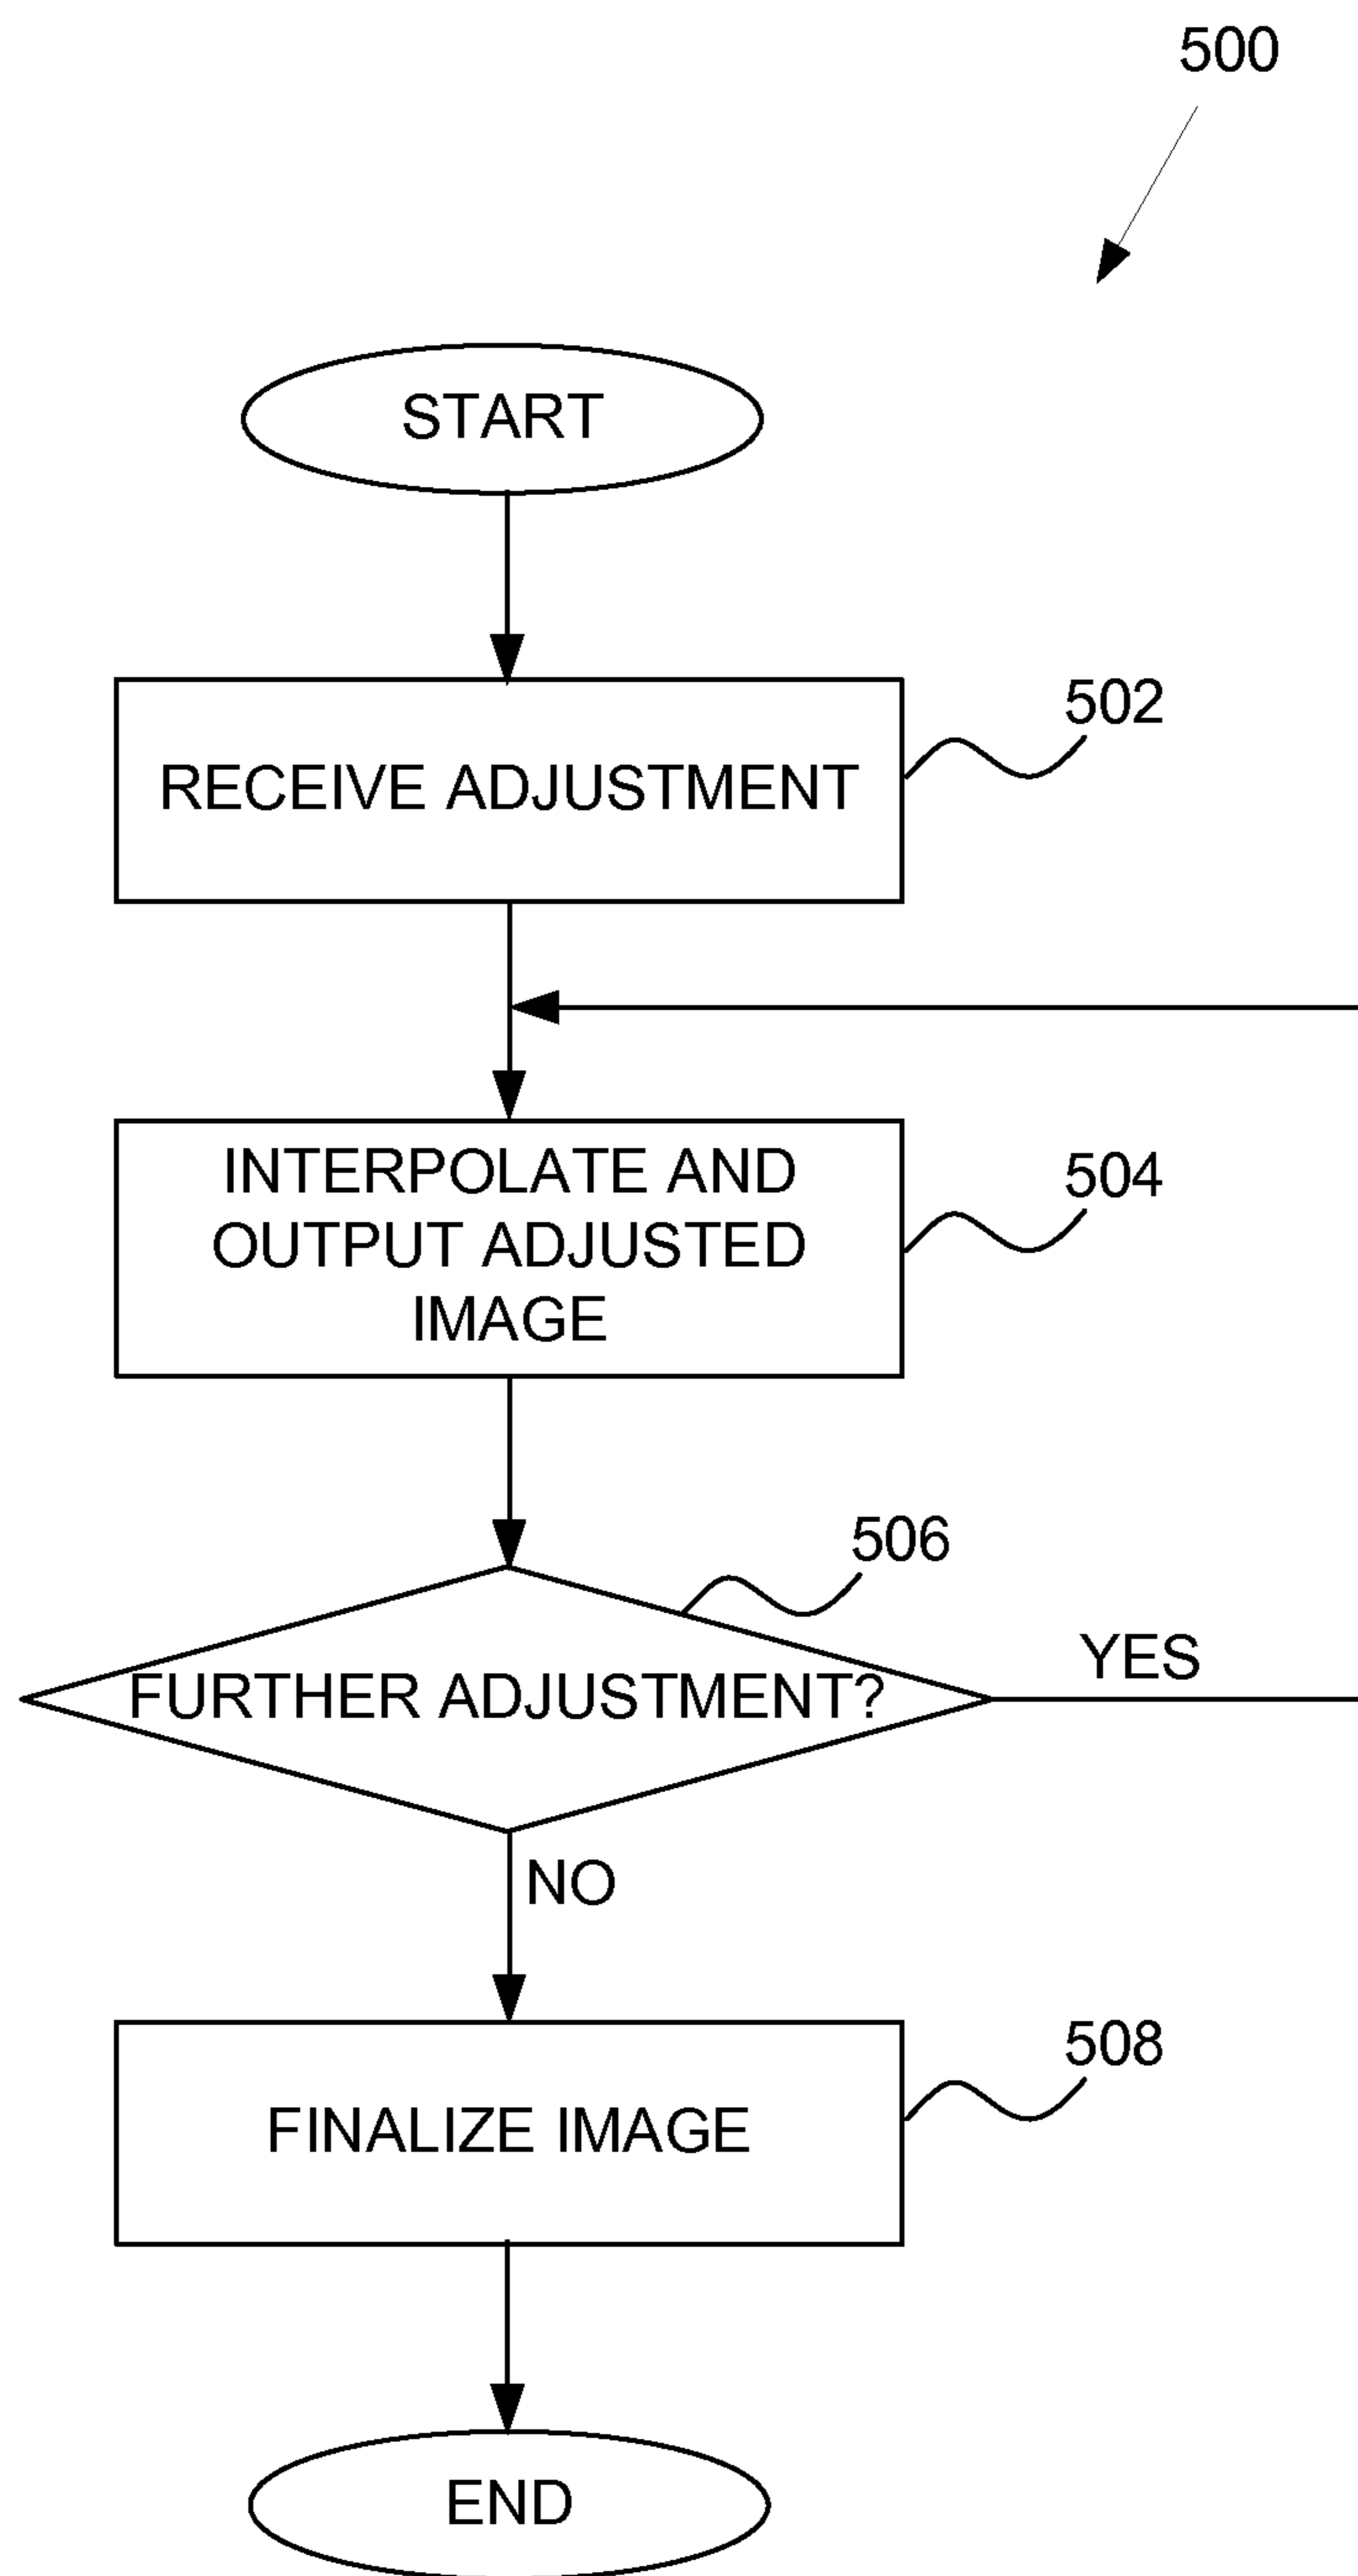 500
START
RECEIVE ADJUSTMENT
502
INTERPOLATE AND
OUTPUT ADJUSTED
IMAGE
504
506
FURTHER ADJUSTMENT?
YES
NO
508
FINALIZE IMAGE
END